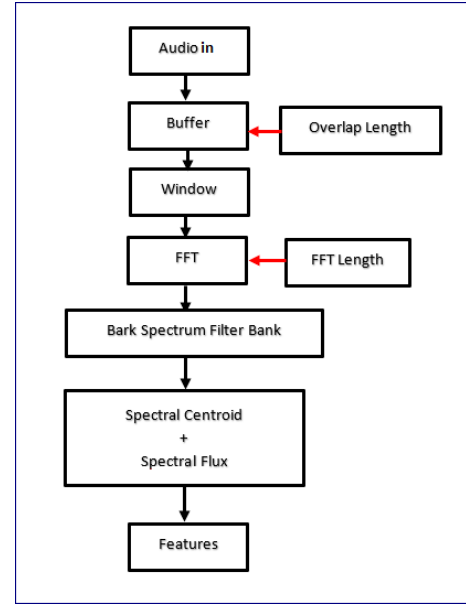 Audio in
Buffer
Overlap Length
Window
FFT
FFT Length
Bark Spectrum Filter Bank
Spectral Centroid
+
Spectral Flux
Features